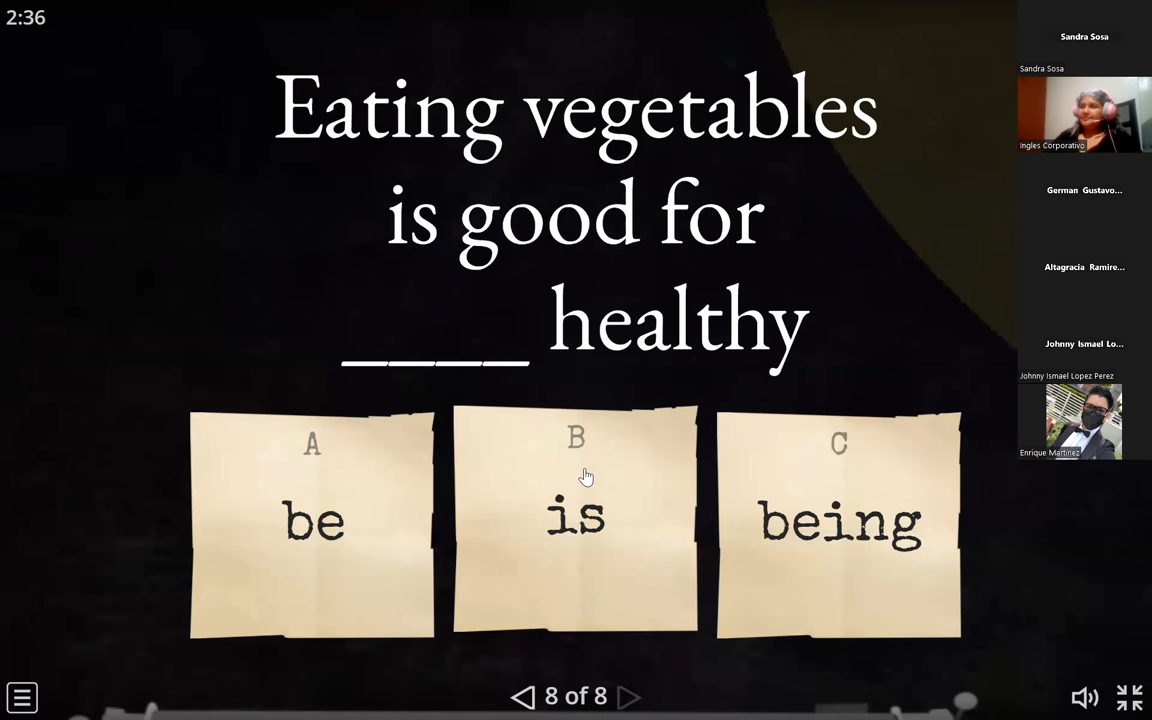 2:36
Eating vegetables
is good for
____ healthy
A
be
B
is
C
being
8 of 8
Sandra Sosa
Sandra Sosa
Ingles Corporativo
German Gustavo...
Altagracia Ramire...
Johnny Ismael Lo...
Johnny Ismael Lopez Perez
Enrique Martinez